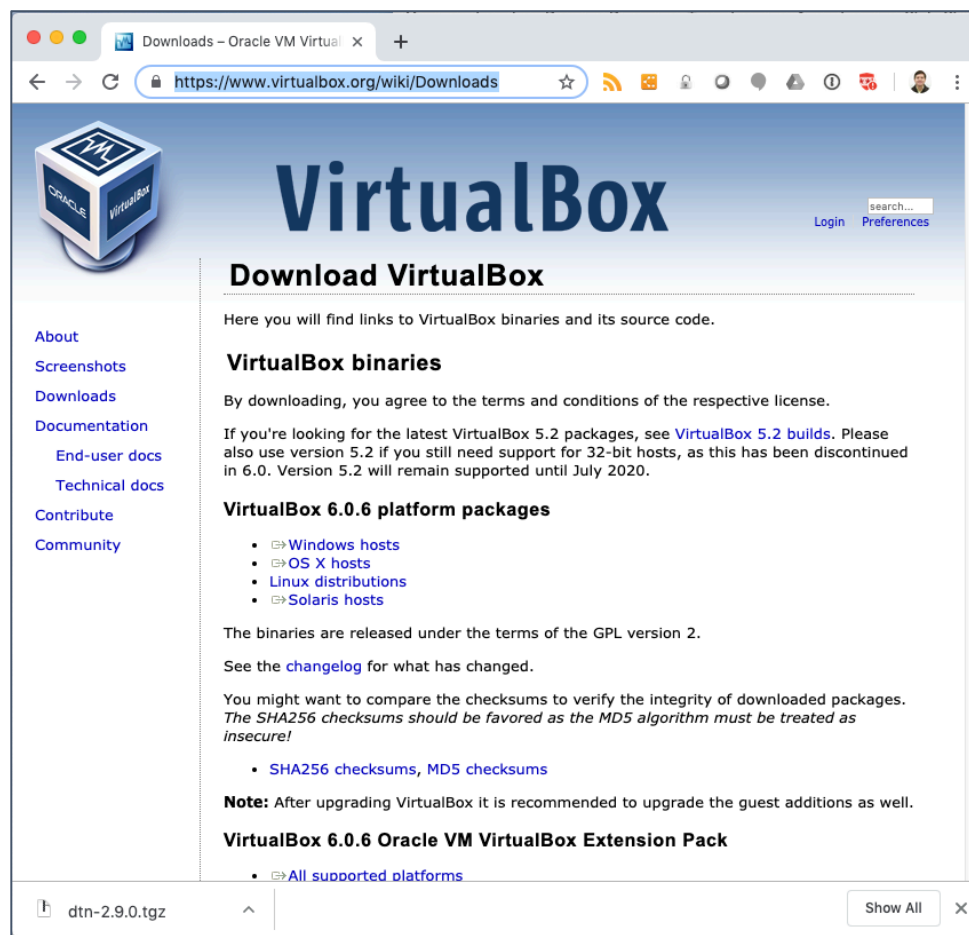 Downloads – Oracle VM Virtual
https://www.virtualbox.org/wiki/Downloads
ORACLE
VirtualBox
VirtualBox
search...
Login Preferences
Download VirtualBox
Here you will find links to VirtualBox binaries and its source code.
About
Screenshots
Downloads
Documentation
End-user docs
Technical docs
Contribute
Community
VirtualBox binaries
By downloading, you agree to the terms and conditions of the respective license.
If you're looking for the latest VirtualBox 5.2 packages, see VirtualBox 5.2 builds. Please
also use version 5.2 if you still need support for 32-bit hosts, as this has been discontinued
in 6.0. Version 5.2 will remain supported until July 2020.
VirtualBox 6.0.6 platform packages
Windows hosts
OS X hosts
Linux distributions
Solaris hosts
The binaries are released under the terms of the GPL version 2.
See the changelog for what has changed.
You might want to compare the checksums to verify the integrity of downloaded packages.
The SHA256 checksums should be favored as the MD5 algorithm must be treated as
insecure!
SHA256 checksums, MD5 checksums
Note: After upgrading VirtualBox it is recommended to upgrade the guest additions as well.
VirtualBox 6.0.6 Oracle VM VirtualBox Extension Pack
All supported platforms
dtn-2.9.0.tgz
Show All